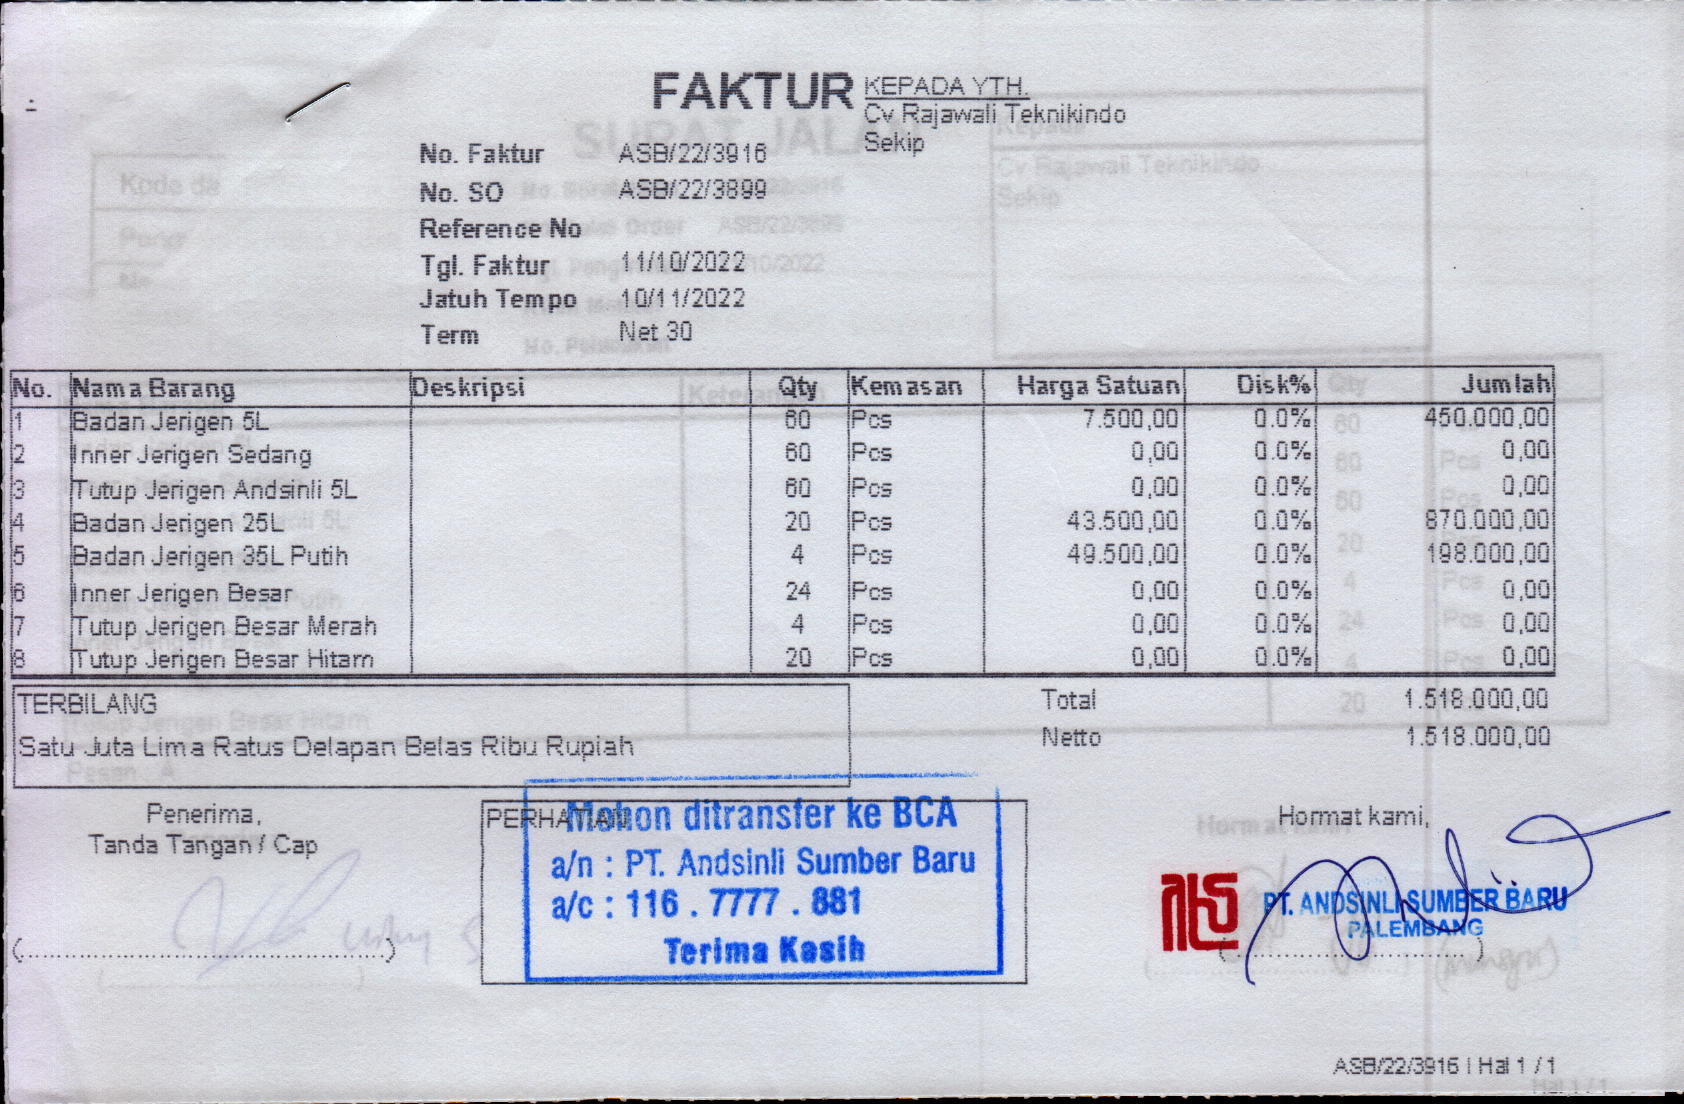 FAKTUR
KEPADA YTH.
Cv Rajawali Teknikindo
Sekip
No. Faktur ASB/22/3916
No. SO ASB/22/3899
Reference No
Tgl. Faktur 11/10/2022
Jatuh Tempo 10/11/2022
Term Net 30
No. Nama Barang Deskripsi Qty Kemasan Harga Satuan Disk% Jumlah
1 Badan Jerigen 5L 60 Pcs 7.500,00 0.0% 450.000,00
2 Inner Jerigen Sedang 60 Pcs 0,00 0.0% 0,00
3 Tutup Jerigen Andsinli 5L 60 Pcs 0,00 0.0% 0,00
4 Badan Jerigen 25L 20 Pcs 43.500,00 0.0% 870.000,00
5 Badan Jerigen 35L Putih 4 Pcs 49.500,00 0.0% 198.000,00
6 Inner Jerigen Besar 24 Pcs 0,00 0.0% 0,00
7 Tutup Jerigen Besar Merah 4 Pcs 0,00 0.0% 0,00
8 Tutup Jerigen Besar Hitam 20 Pcs 0,00 0.0% 0,00
TERBILANG
Satu Juta Lima Ratus Delapan Belas Ribu Rupiah
Total 1.518.000,00
Netto 1.518.000,00
Penerima,
Tanda Tangan / Cap
(..........................................)
PERHATIAN
Mohon ditransfer ke BCA
a/n : PT. Andsinli Sumber Baru
a/c : 116 . 7777 . 881
Terima Kasih
Hormat kami,
PT. ANDSINLI SUMBER BARU
PALEMBANG
ASB/22/3916 | Hal 1 / 1